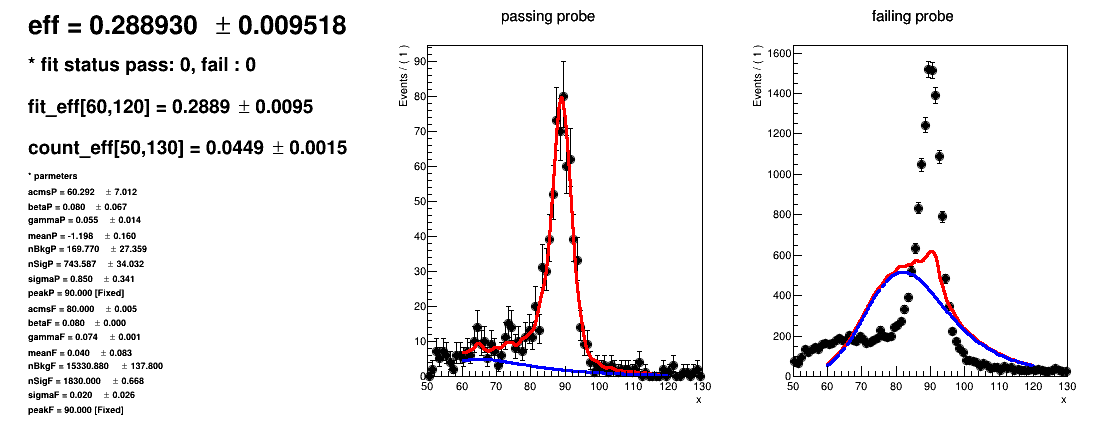 eff = 0.288930 ± 0.009518
* fit status pass: 0, fail : 0
fit_eff[60,120] = 0.2889 ± 0.0095
count_eff[50,130] = 0.0449 ± 0.0015
* parmeters
acmsP = 60.292 ± 7.012
betaP = 0.080 ± 0.067
gammaP = 0.055 ± 0.014
meanP = -1.198 ± 0.160
nBkgP = 169.770 ± 27.359
nSigP = 743.587 ± 34.032
sigmaP = 0.850 ± 0.341
peakP = 90.000 [Fixed]
acmsF = 80.000 ± 0.005
betaF = 0.080 ± 0.000
gammaF = 0.074 ± 0.001
meanF = 0.040 ± 0.083
nBkgF = 15330.880 ± 137.800
nSigF = 1830.000 ± 0.668
sigmaF = 0.020 ± 0.026
peakF = 90.000 [Fixed]
passing probe
Events / ( 1 )
90
80
70
60
50
40
30
20
10
0
50 60 70 80 90 100 110 120 130
x
failing probe
Events / ( 1 )
1600
1400
1200
1000
800
600
400
200
0
50 60 70 80 90 100 110 120 130
x